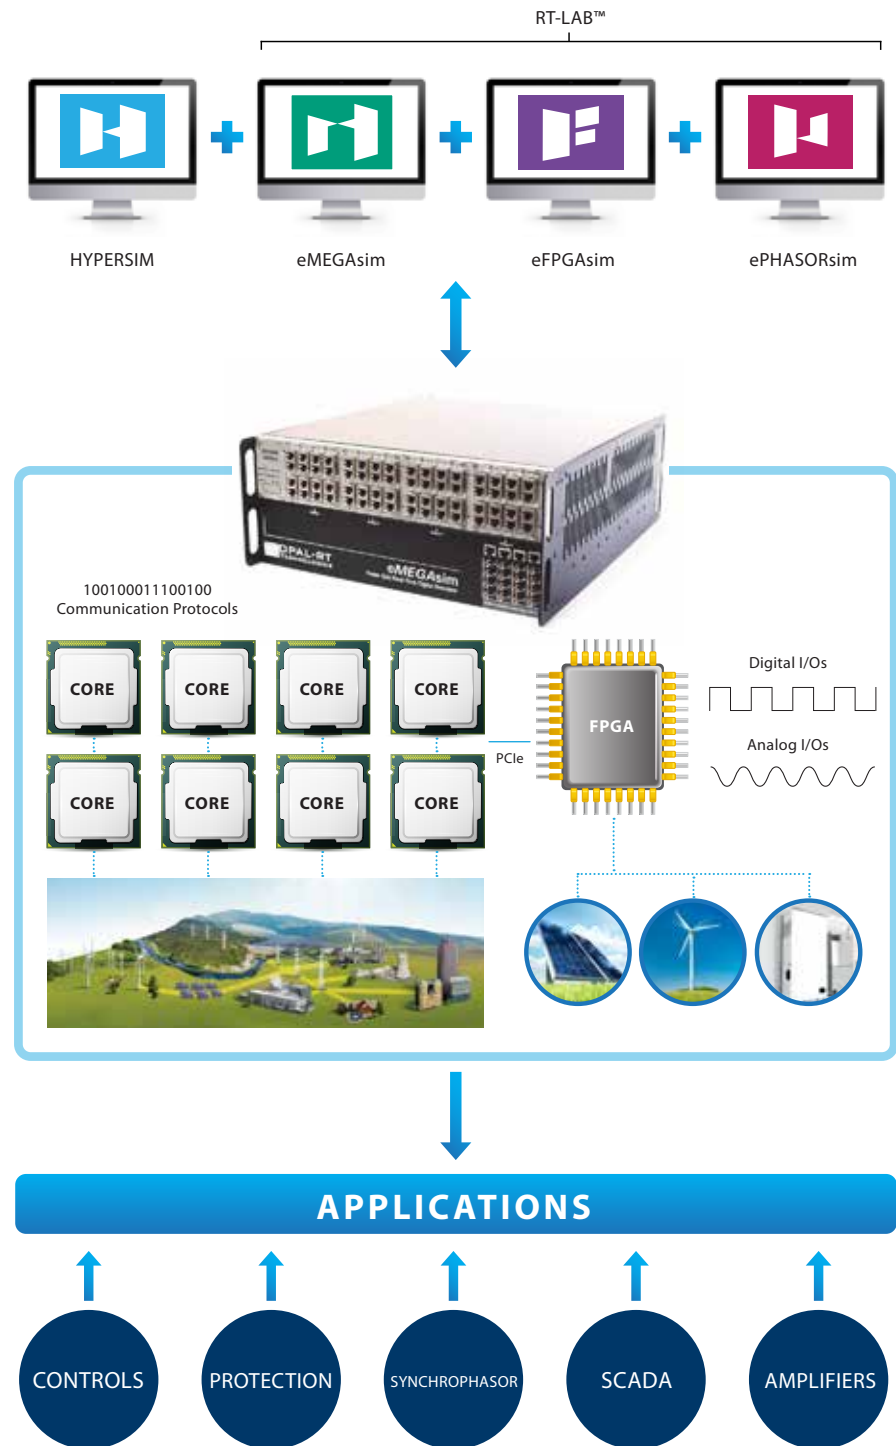 RT-LAB™
HYPERSIM
eMEGAsim
eFPGAsim
ePHASORsim
OPAL-RT
TECHNOLOGIES
eMEGAsim
100100011100100
Communication Protocols
CORE
CORE
CORE
CORE
CORE
CORE
CORE
CORE
PCIe
FPGA
Digital I/Os
Analog I/Os
APPLICATIONS
CONTROLS
PROTECTION
SYNCHROPHASOR
SCADA
AMPLIFIERS